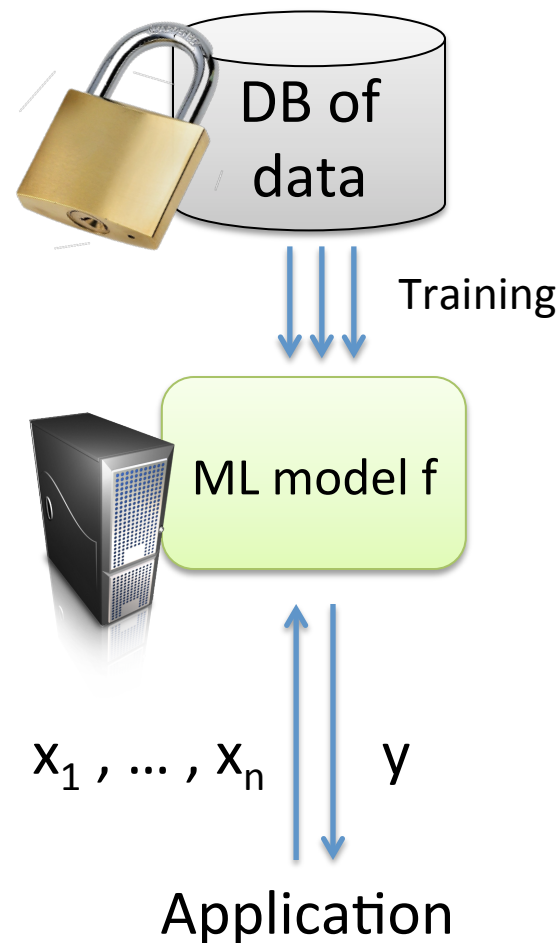 DB of
data
Training
ML model f
x₁ , … , xₙ
y
Application